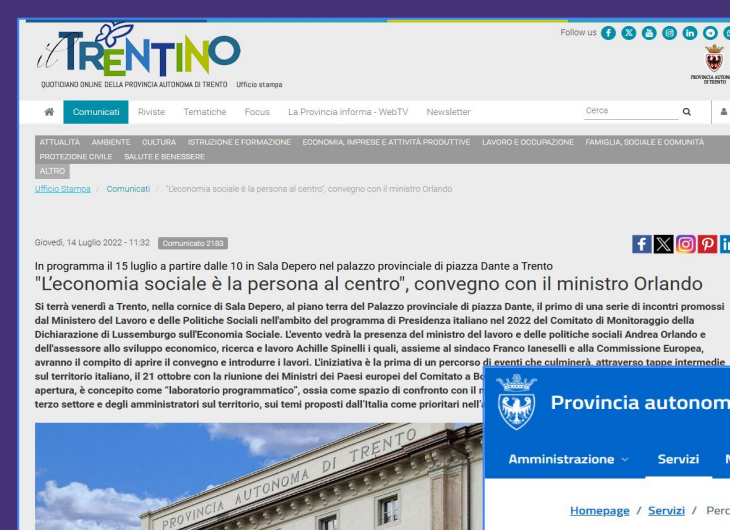 Follow us
il TRENTINO
QUOTIDIANO ONLINE DELLA PROVINCIA AUTONOMA DI TRENTO Ufficio stampa
PROVINCIA AUTONOMA
DI TRENTO
Comunicati Riviste Tematiche Focus La Provincia informa - WebTV Newsletter Cerca
ATTUALITÀ AMBIENTE CULTURA ISTRUZIONE E FORMAZIONE ECONOMIA, IMPRESE E ATTIVITÀ PRODUTTIVE LAVORO E OCCUPAZIONE FAMIGLIA, SOCIALE E COMUNITÀ
PROTEZIONE CIVILE SALUTE E BENESSERE
ALTRO
Ufficio Stampa / Comunicati / "L'economia sociale è la persona al centro", convegno con il ministro Orlando
Giovedì, 14 Luglio 2022 - 11:32 Comunicato 2183
In programma il 15 luglio a partire dalle 10 in Sala Depero nel palazzo provinciale di piazza Dante a Trento
"L'economia sociale è la persona al centro", convegno con il ministro Orlando
Si terrà venerdì a Trento, nella cornice di Sala Depero, al piano terra del Palazzo provinciale di piazza Dante, il primo di una serie di incontri promossi
dal Ministero del Lavoro e delle Politiche Sociali nell'ambito del programma di Presidenza italiano nel 2022 del Comitato di Monitoraggio della
Dichiarazione di Lussemburgo sull'Economia Sociale. L'evento vedrà la presenza del ministro del lavoro e delle politiche sociali Andrea Orlando e
dell'assessore allo sviluppo economico, ricerca e lavoro Achille Spinelli i quali, assieme al sindaco Franco Ianeselli e alla Commissione Europea,
avranno il compito di aprire il convegno e introdurre i lavori. L'iniziativa è la prima di un percorso di eventi che culminerà, attraverso tappe intermedie
sul territorio italiano, il 21 ottobre con la riunione dei Ministri dei Paesi europei del Comitato a
apertura, è concepito come "laboratorio programmatico", ossia come spazio di confronto con il
terzo settore e degli amministratori sul territorio, sui temi proposti dall'Italia come prioritari
PROVINCIA AUTONOMA DI TRENTO
Provincia autonom
Amministrazione Servizi
Homepage / Servizi / Perc